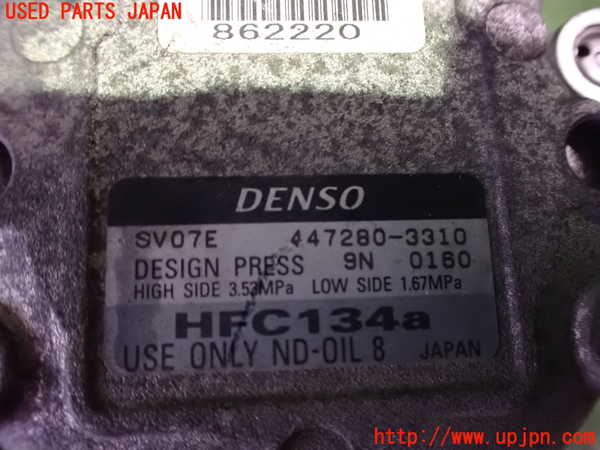 USED PARTS JAPAN
862220
DENSO
SV07E 447280-3310
DESIGN PRESS 9N 0160
HIGH SIDE 3.53MPa LOW SIDE 1.67MPa
HFC134a
USE ONLY ND-OIL 8 JAPAN
http://www.upjpn.com/